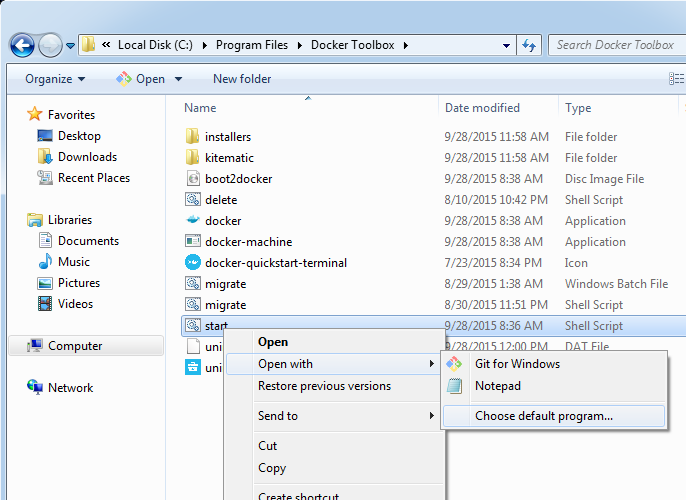 « Local Disk (C:) ▸ Program Files ▸ Docker Toolbox ▸
Search Docker Toolbox
Organize ▾ Open ▾ New folder
Name Date modified Type
Favorites
Desktop
Downloads
Recent Places
Libraries
Documents
Music
Pictures
Videos
Computer
Network
installers 9/28/2015 11:58 AM File folder
kitematic 9/28/2015 11:58 AM File folder
boot2docker 9/28/2015 8:38 AM Disc Image File
delete 8/10/2015 10:42 PM Shell Script
docker 9/28/2015 8:38 AM Application
docker-machine 9/28/2015 8:38 AM Application
docker-quickstart-terminal 7/23/2015 8:34 PM Icon
migrate 8/29/2015 1:38 AM Windows Batch File
migrate 8/30/2015 11:51 PM Shell Script
start 9/28/2015 8:36 AM Shell Script
uni 9/28/2015 12:00 PM DAT File
uni
Open
Open with
Restore previous versions
Send to
Cut
Copy
Create shortcut
Git for Windows
Notepad
Choose default program...